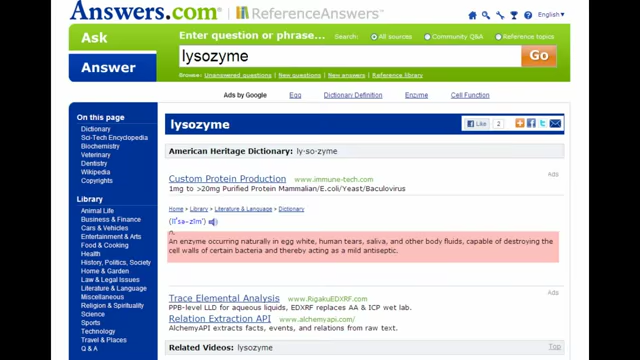 Answers.com ReferenceAnswers™
English
Ask
Answer
Enter question or phrase...
Search: All sources Community Q&A Reference topics
lysozyme
Go
Browse: Unanswered questions | New questions | New answers | Reference library
Ads by Google Egg Dictionary Definition Enzyme Cell Function
On this page
Dictionary
Sci-Tech Encyclopedia
Biochemistry
Veterinary
Dentistry
Wikipedia
Copyrights
Library
Animal Life
Business & Finance
Cars & Vehicles
Entertainment & Arts
Food & Cooking
Health
History, Politics, Society
Home & Garden
Law & Legal Issues
Literature & Language
Miscellaneous
Religion & Spirituality
Science
Sports
Technology
Travel & Places
Q & A
lysozyme
Like 2
American Heritage Dictionary: ly·so·zyme
Ads
Custom Protein Production www.immune-tech.com
1mg to >20mg Purified Protein Mammalian/E.coli/Yeast/Baculovirus
Home > Library > Literature & Language > Dictionary
(lī'sə-zīm')
n.
An enzyme occurring naturally in egg white, human tears, saliva, and other body fluids, capable of destroying the
cell walls of certain bacteria and thereby acting as a mild antiseptic.
Ads
Trace Elemental Analysis www.RigakuEDXRF.com
PPB-level LLD for aqueous liquids, EDXRF replaces AA & ICP wet lab.
Relation Extraction API www.alchemyapi.com/
AlchemyAPI extracts facts, events, and relations from raw text.
Related Videos: lysozyme
Top